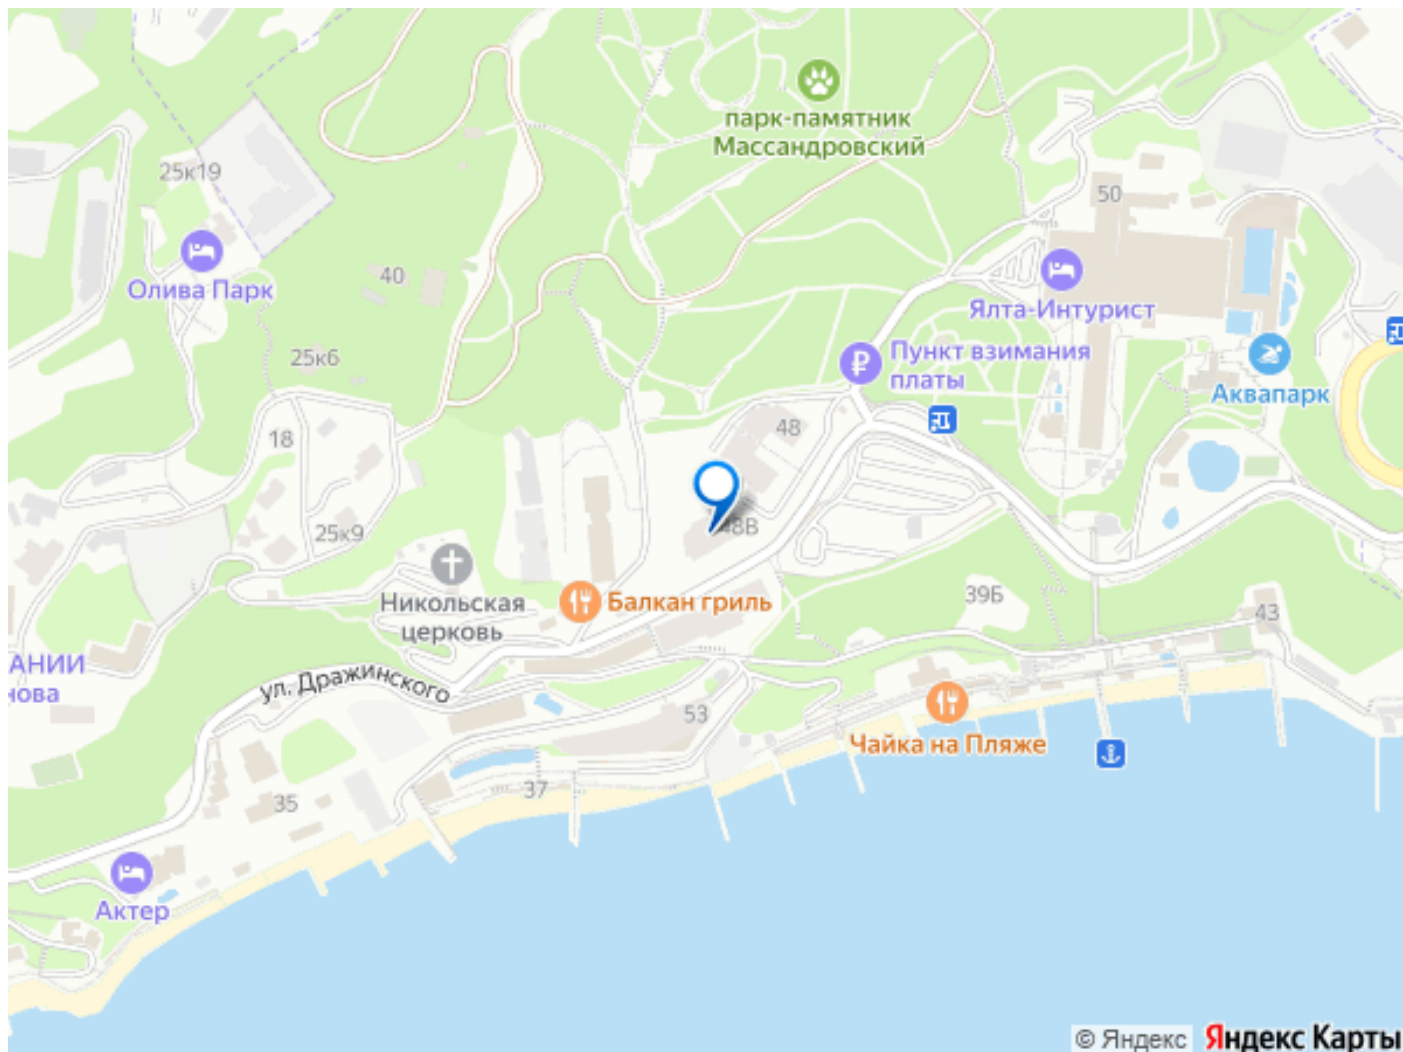 парк-памятник
Массандровский
25к19
50
Олива Парк
40
Ялта-Интурист
25к6
Пункт взимания
платы
Аквапарк
18
48
25к9
48В
Никольская
церковь
Балкан гриль
39Б
43
АНИИ
нова
ул. Дражинского
53
Чайка на Пляже
37
35
Актер
© Яндекс
Яндекс Карты